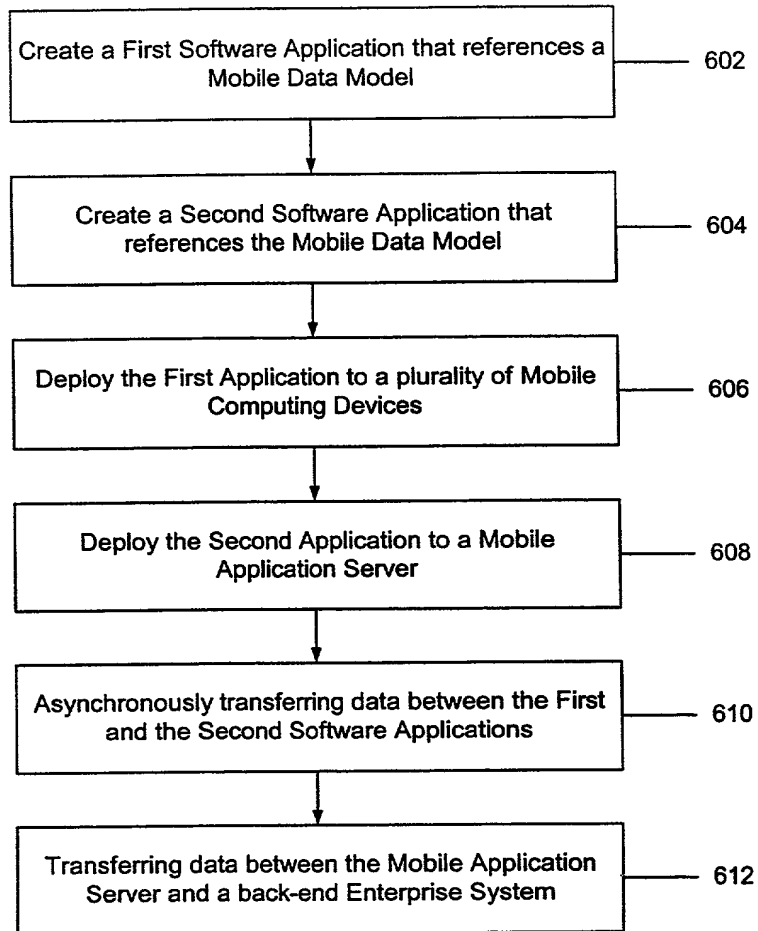 Create a First Software Application that references a
Mobile Data Model
602
Create a Second Software Application that
references the Mobile Data Model
604
Deploy the First Application to a plurality of Mobile
Computing Devices
606
Deploy the Second Application to a Mobile
Application Server
608
Asynchronously transferring data between the First
and the Second Software Applications
610
Transferring data between the Mobile Application
Server and a back-end Enterprise System
612